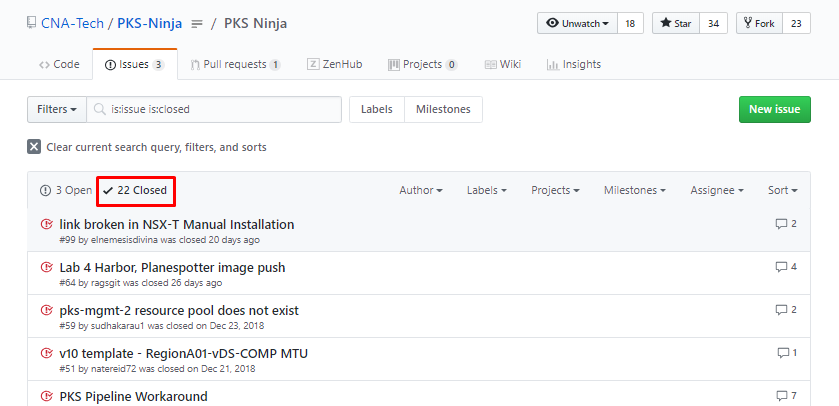 CNA-Tech / PKS-Ninja / PKS Ninja
Unwatch 18 Star 34 Fork 23
Code Issues 3 Pull requests 1 ZenHub Projects 0 Wiki Insights
Filters is:issue is:closed Labels Milestones New issue
Clear current search query, filters, and sorts
3 Open 22 Closed Author Labels Projects Milestones Assignee Sort
link broken in NSX-T Manual Installation 2
#99 by elnemesisdivina was closed 20 days ago
Lab 4 Harbor, Planespotter image push 4
#64 by ragsgit was closed 26 days ago
pks-mgmt-2 resource pool does not exist 2
#59 by sudhakarau1 was closed on Dec 23, 2018
v10 template - RegionA01-vDS-COMP MTU 1
#51 by natereid72 was closed on Dec 21, 2018
PKS Pipeline Workaround 7